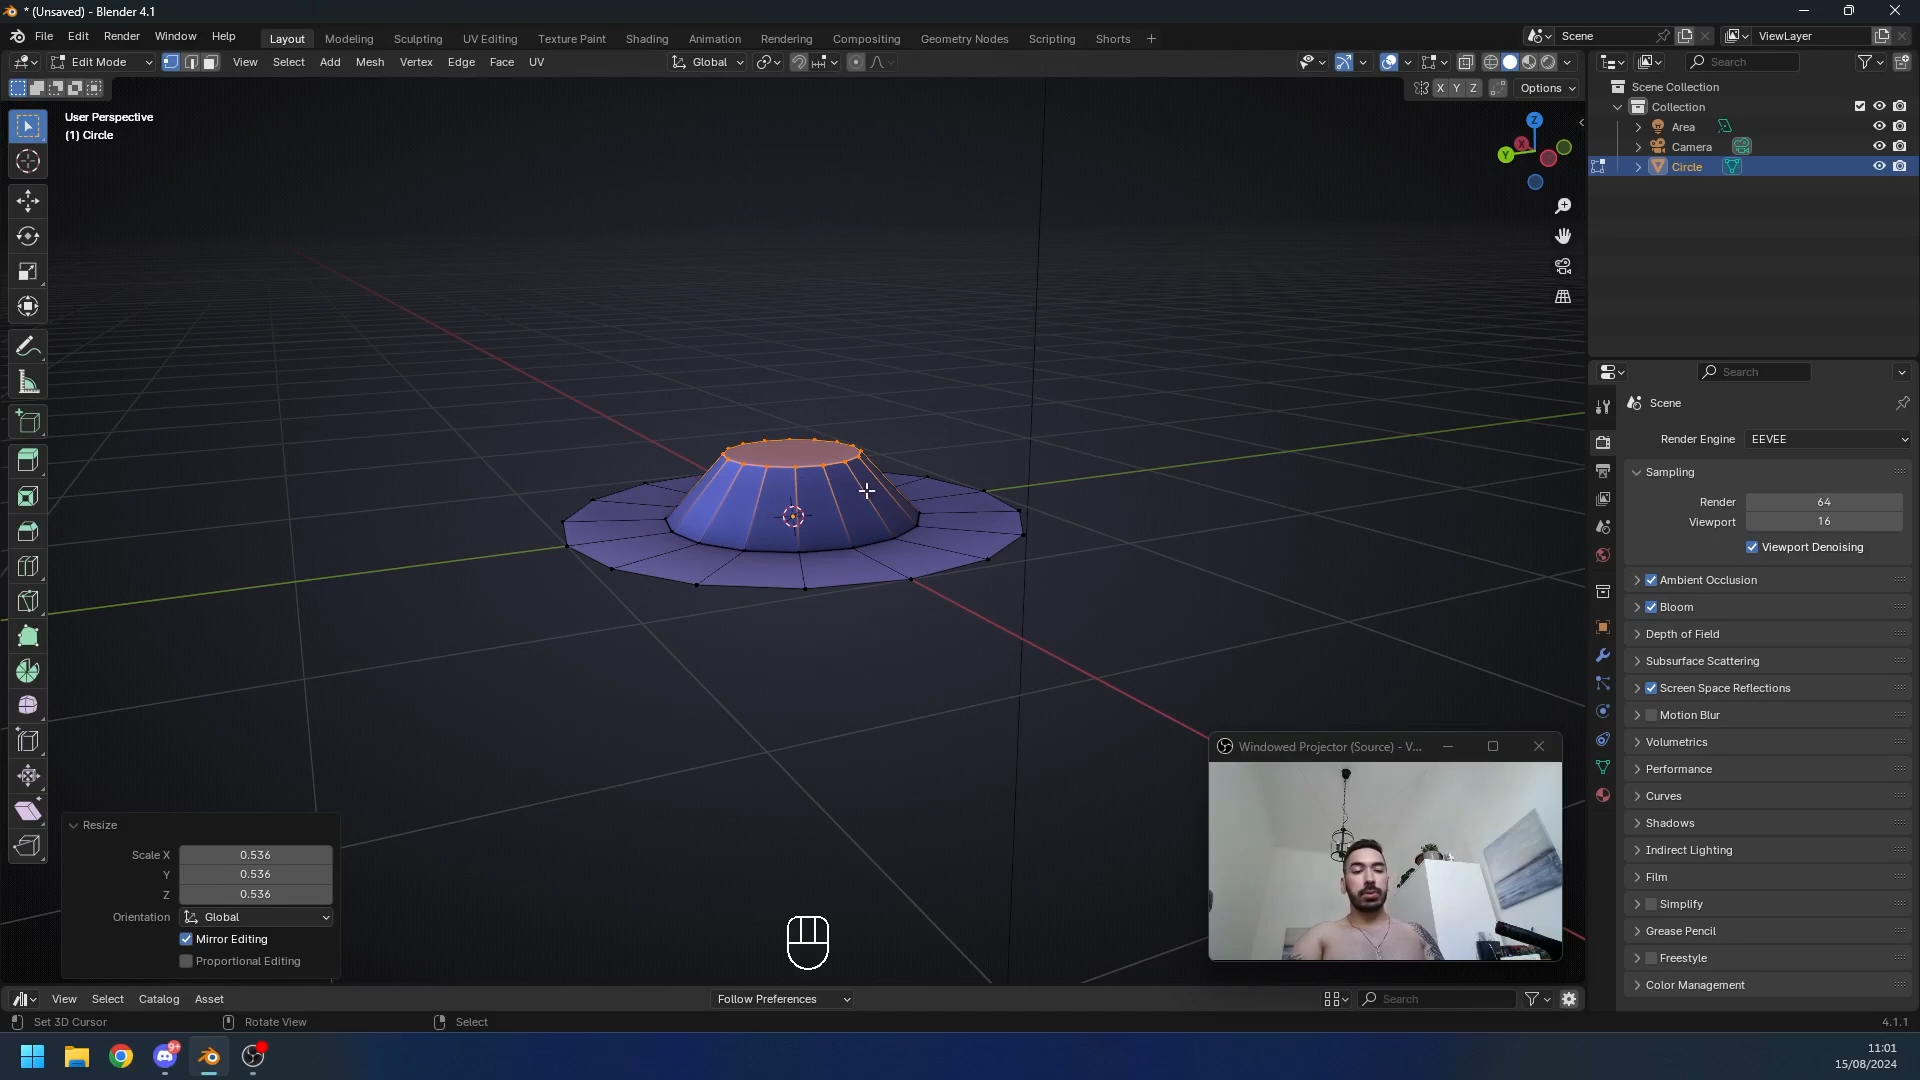 * (Unsaved) - Blender 4.1
File Edit Render Window Help
Layout Modeling Sculpting UV Editing Texture Paint Shading Animation Rendering Compositing Geometry Nodes Scripting Shorts +
Scene
ViewLayer
Edit Mode
View Select Add Mesh Vertex Edge Face UV
Global
Search
X Y Z
Options
User Perspective
(1) Circle
Z
X
Y
Scene Collection
Collection
Area
Camera
Circle
Search
Scene
Render Engine EEVEE
Sampling
Render 64
Viewport 16
Viewport Denoising
Ambient Occlusion
Bloom
Depth of Field
Subsurface Scattering
Screen Space Reflections
Motion Blur
Volumetrics
Performance
Curves
Shadows
Indirect Lighting
Film
Simplify
Grease Pencil
Freestyle
Color Management
Windowed Projector (Source) - V...
Resize
Scale X 0.536
Y 0.536
Z 0.536
Orientation Global
Mirror Editing
Proportional Editing
View Select Catalog Asset
Follow Preferences
Search
Set 3D Cursor
Rotate View
Select
4.1.1
9+
11:01
15/08/2024